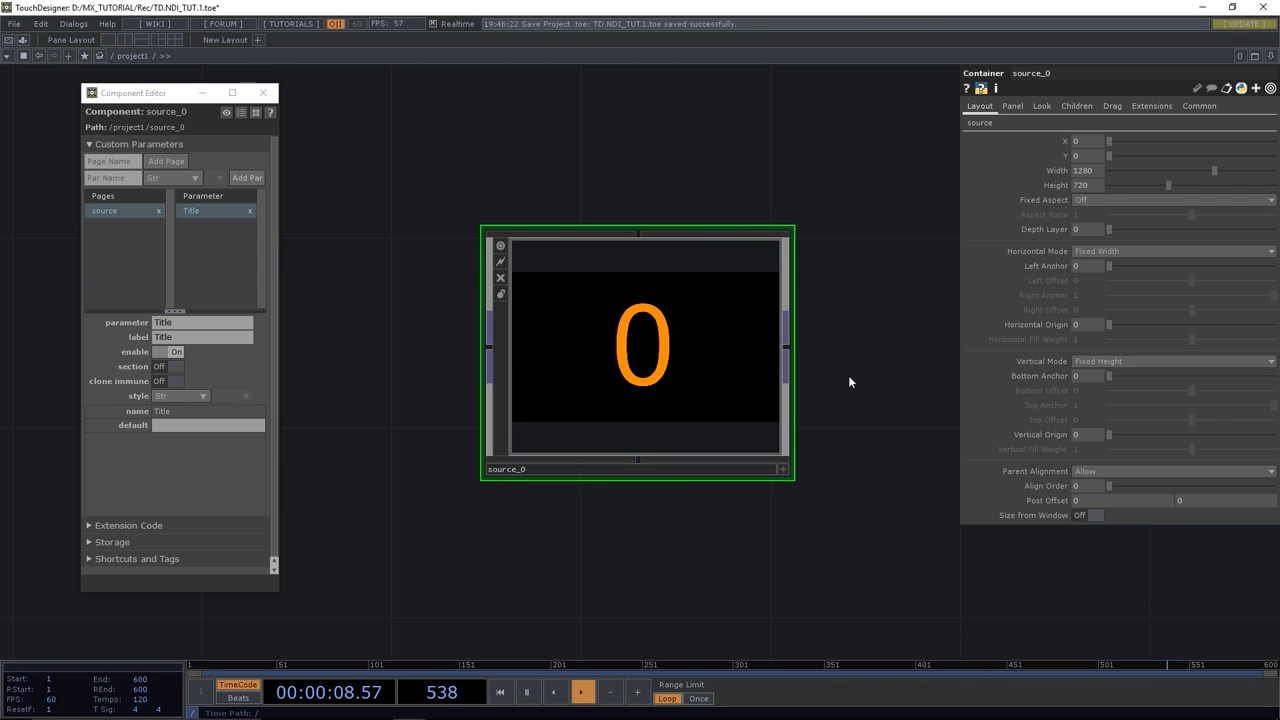 TouchDesigner: D:/MX_TUTORIAL/Rec/TD.NDI_TUT.1.toe*
File Edit Dialogs Help [ WIKI ] [ FORUM ] [ TUTORIALS ] O|I 60 FPS: 57 Realtime 19:46:22 Save Project .toe: TD.NDI_TUT.1.toe saved successfully. [ UPDATE ]
Pane Layout New Layout +
/ project1 / >> 0
Component Editor
Component: source_0
Path: /project1/source_0
Custom Parameters
Page Name Add Page
Par Name Str Add Par
Pages Parameter
source x Title x
parameter Title
label Title
enable On
section Off
clone immune Off
style Str
name Title
default
Extension Code
Storage
Shortcuts and Tags
0
source_0
Container source_0
? ? i
Layout Panel Look Children Drag Extensions Common
source
X 0
Y 0
Width 1280
Height 720
Fixed Aspect Off
Aspect Ratio 1
Depth Layer 0
Horizontal Mode Fixed Width
Left Anchor 0
Left Offset 0
Right Anchor 1
Right Offset 0
Horizontal Origin 0
Horizontal Fill Weight 1
Vertical Mode Fixed Height
Bottom Anchor 0
Bottom Offset 0
Top Anchor 1
Top Offset 0
Vertical Origin 0
Vertical Fill Weight 1
Parent Alignment Allow
Align Order 0
Post Offset 0 0
Size from Window Off
1 51 101 151 201 251 301 351 401 451 501 551 600
Start: 1 End: 600
RStart: 1 REnd: 600
FPS: 60 Tempo: 120
ResetF: 1 T Sig: 4 4
TimeCode
Beats
00:00:08.57 538
Range Limit
Loop Once
/ Time Path: /